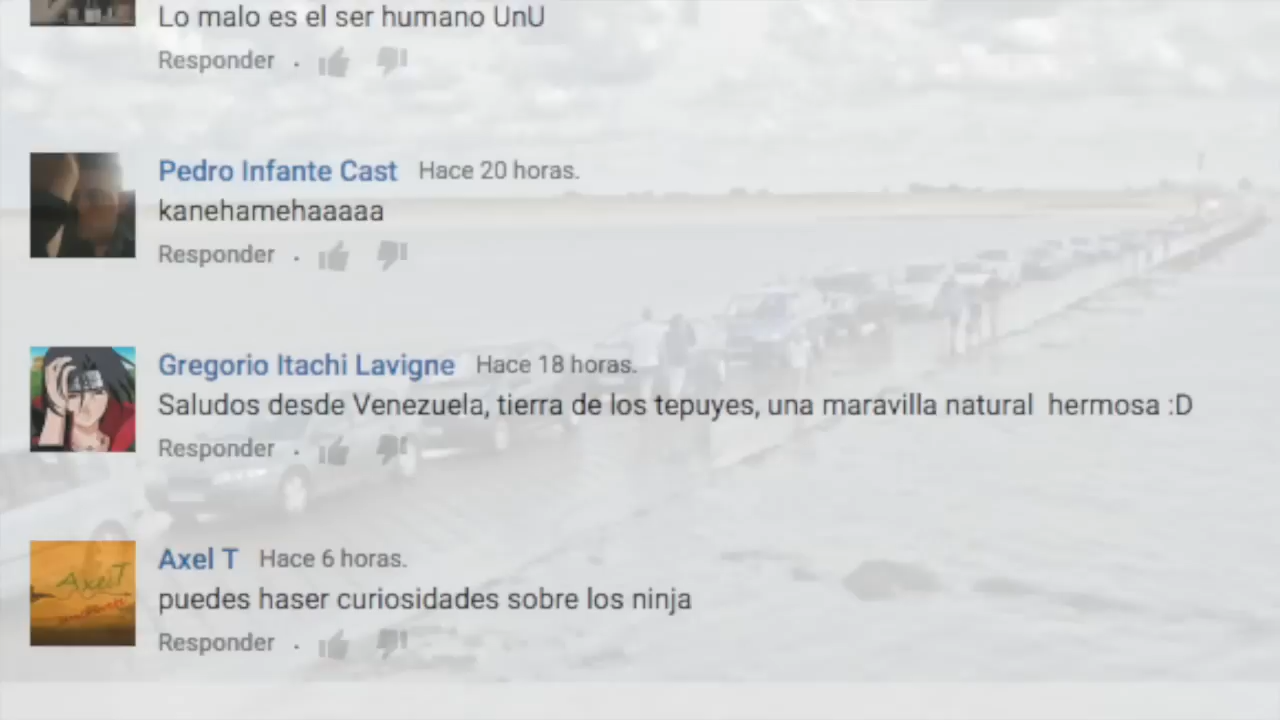 Lo malo es el ser humano UnU
Responder .
Pedro Infante Cast Hace 20 horas.
kanehamehaaaaa
Responder .
Gregorio Itachi Lavigne Hace 18 horas.
Saludos desde Venezuela, tierra de los tepuyes, una maravilla natural hermosa :D
Responder .
Axel T Hace 6 horas.
AxelT
puedes haser curiosidades sobre los ninja
Responder .